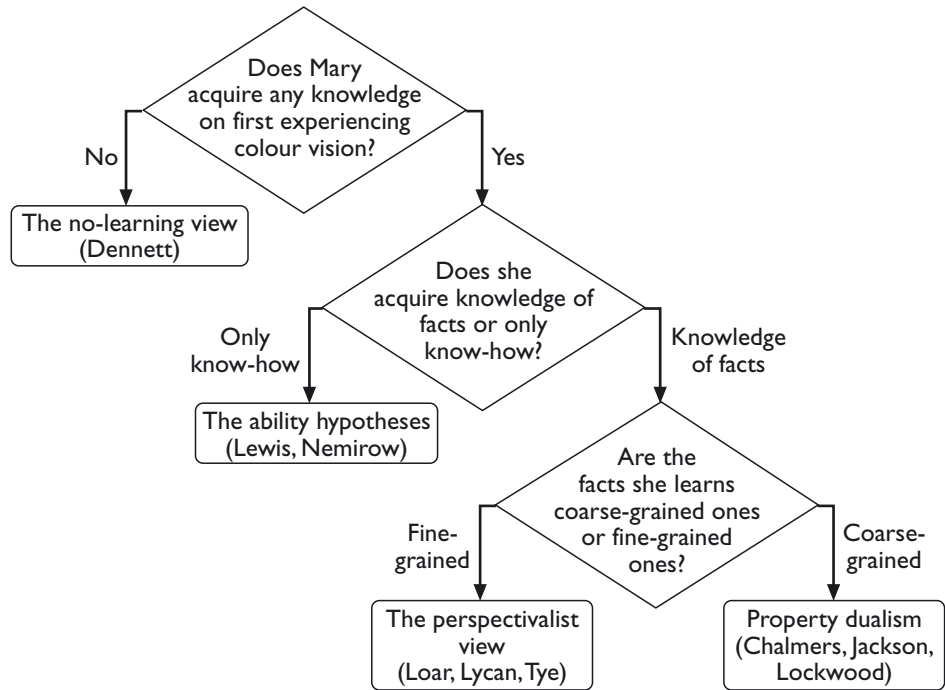 Does Mary
acquire any knowledge
on first experiencing
colour vision?
No
Yes
The no-learning view
(Dennett)
Does she
acquire knowledge of
facts or only
know-how?
Only
know-how
Knowledge
of facts
The ability hypotheses
(Lewis, Nemirow)
Are the
facts she learns
coarse-grained ones
or fine-grained
ones?
Fine-
grained
Coarse-
grained
The perspectivalist
view
(Loar, Lycan, Tye)
Property dualism
(Chalmers, Jackson,
Lockwood)